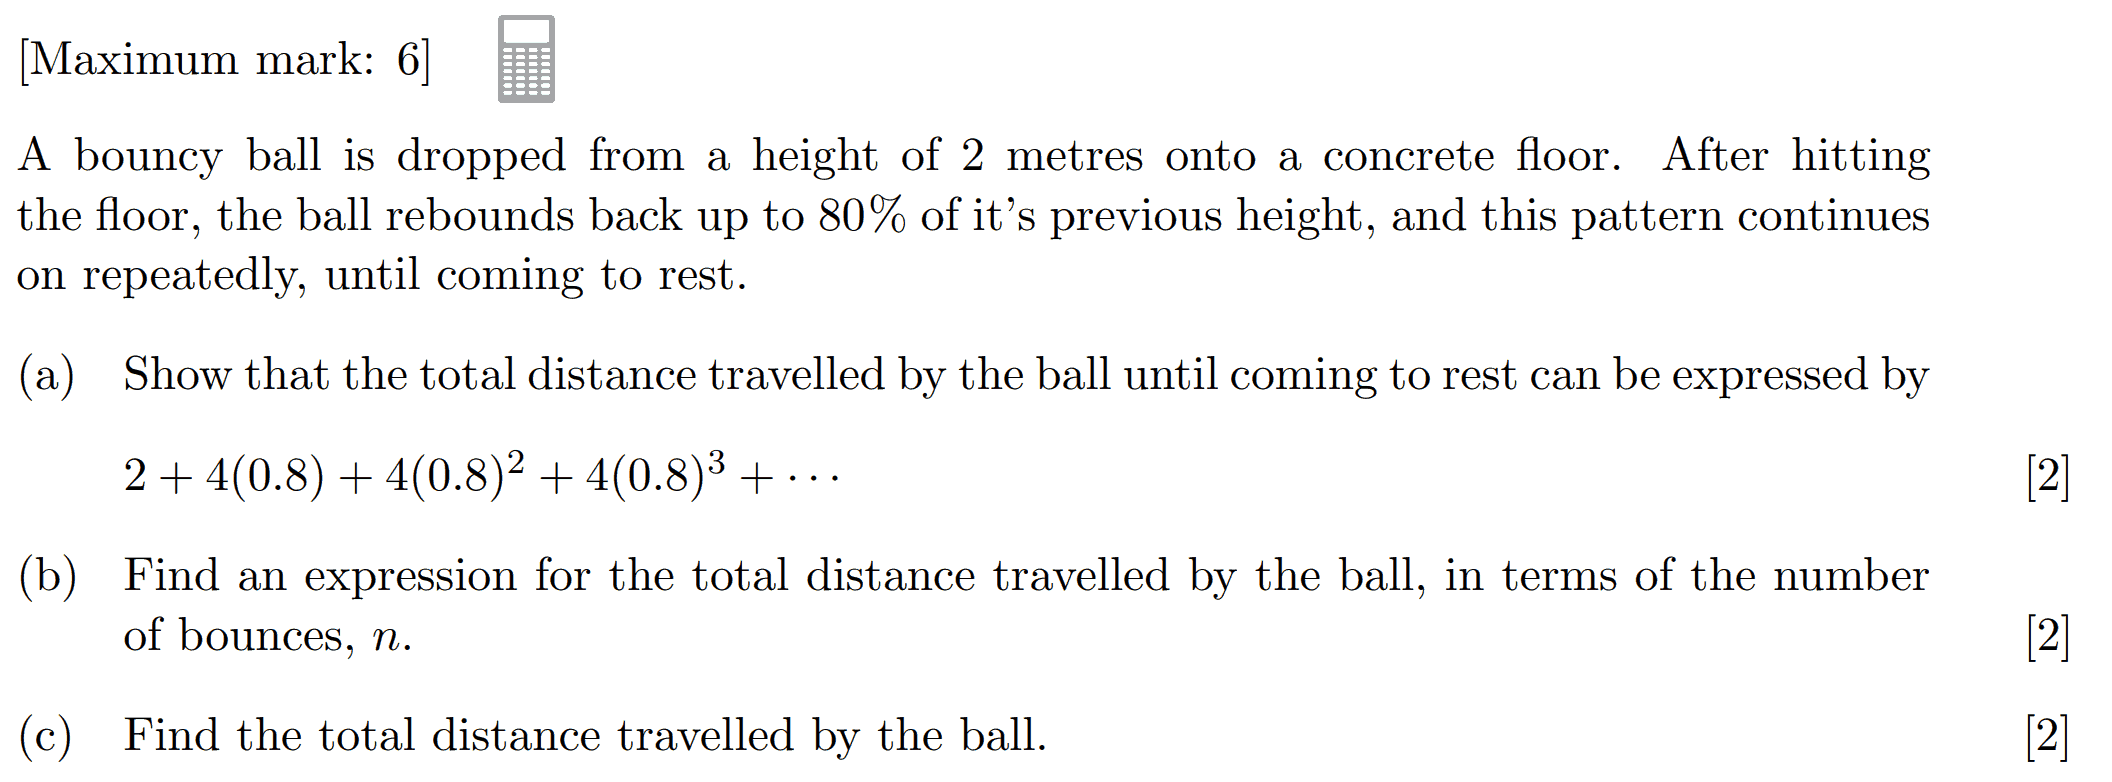 [Maximum mark: 6]
A bouncy ball is dropped from a height of 2 metres onto a concrete floor. After hitting
the floor, the ball rebounds back up to 80% of it's previous height, and this pattern continues
on repeatedly, until coming to rest.
(a) Show that the total distance travelled by the ball until coming to rest can be expressed by
2 + 4(0.8) + 4(0.8)² + 4(0.8)³ + ⋯ [2]
(b) Find an expression for the total distance travelled by the ball, in terms of the number
of bounces, n. [2]
(c) Find the total distance travelled by the ball. [2]